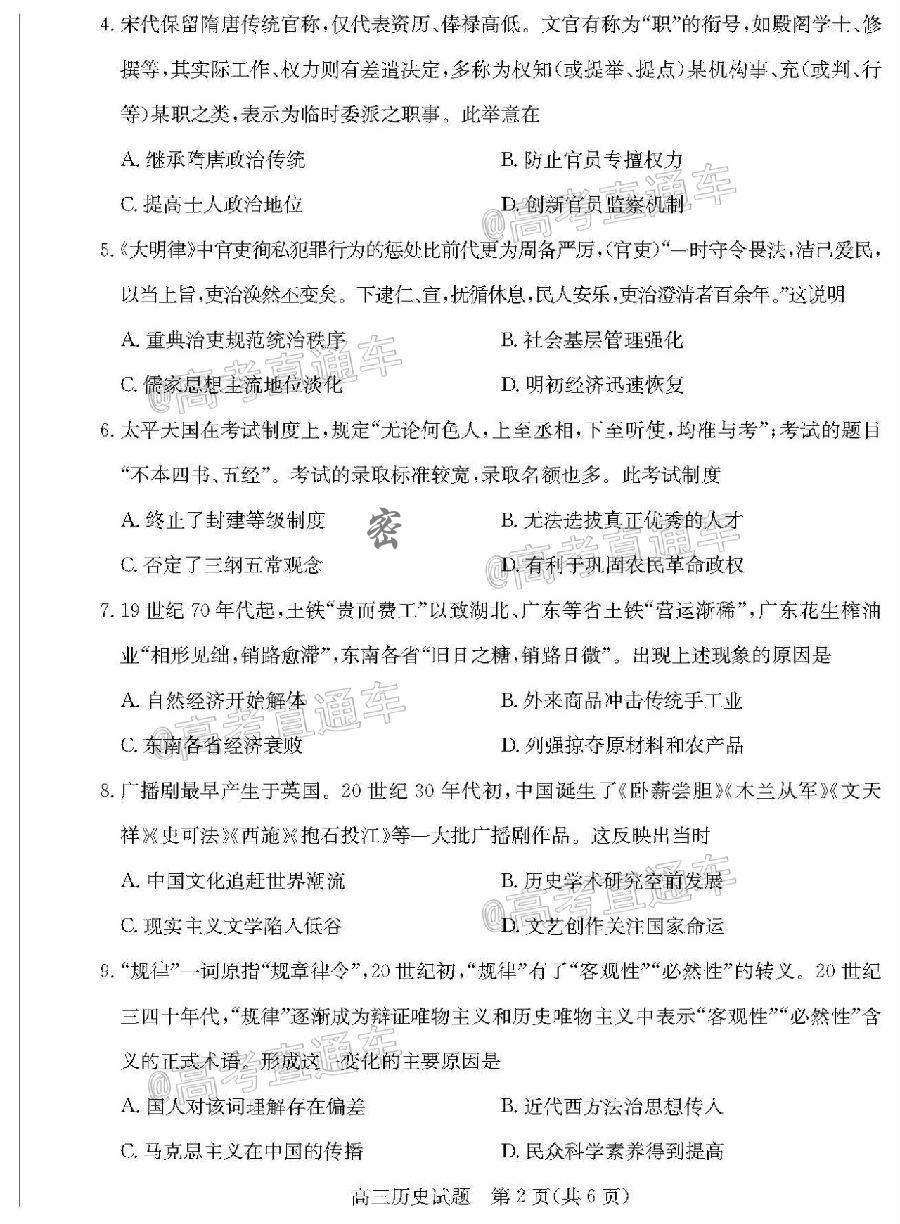 4. 宋代保留隋唐传统官称，仅代表资历、俸禄高低。文官有称为“职”的衔号，如殿阁学士、修
撰等，其实际工作、权力则有差遣决定，多称为权知（或提举、提点）某机构事、充（或判、行
等）某职之类，表示为临时委派之职事。此举意在
A. 继承隋唐政治传统 B. 防止官员专擅权力
C. 提高士人政治地位 D. 创新官员监察机制
5.《大明律》中官吏徇私犯罪行为的惩处比前代更为周备严厉，（官吏）“一时守令畏法，洁己爱民，
以当上旨，吏治涣然丕变矣。下逮仁、宣，抚循休息，民人安乐，吏治澄清者百余年。”这说明
A. 重典治吏规范统治秩序 B. 社会基层管理强化
C. 儒家思想主流地位淡化 D. 明初经济迅速恢复
6. 太平天国在考试制度上，规定“无论何色人，上至丞相，下至听使，均准与考”；考试的题目
“不本四书、五经”。考试的录取标准较宽，录取名额也多。此考试制度
A. 终止了封建等级制度 B. 无法选拔真正优秀的人才
密
C. 否定了三纲五常观念 D. 有利于巩固农民革命政权
7. 19 世纪 70 年代起，土铁“贵而费工”以致湖北、广东等省土铁“营运渐稀”，广东花生榨油
业“相形见绌，销路愈滞”，东南各省“旧日之糖，销路日微”。出现上述现象的原因是
A. 自然经济开始解体 B. 外来商品冲击传统手工业
C. 东南各省经济衰败 D. 列强掠夺原材料和农产品
8. 广播剧最早产生于英国。20 世纪 30 年代初，中国诞生了《卧薪尝胆》《木兰从军》《文天
祥》《史可法》《西施》《抱石投江》等一大批广播剧作品。这反映出当时
A. 中国文化追赶世界潮流 B. 历史学术研究空前发展
C. 现实主义文学陷入低谷 D. 文艺创作关注国家命运
9. “规律”一词原指“规章律令”，20 世纪初，“规律”有了“客观性”“必然性”的转义。20 世纪
三四十年代，“规律”逐渐成为辩证唯物主义和历史唯物主义中表示“客观性”“必然性”含
义的正式术语。形成这一变化的主要原因是
A. 国人对该词理解存在偏差 B. 近代西方法治思想传入
C. 马克思主义在中国的传播 D. 民众科学素养得到提高
高三历史试题 第 2 页（共 6 页）
@高考直通车
@高考直通车
@高考直通车
@高考直通车
@高考直通车
@高考直通车